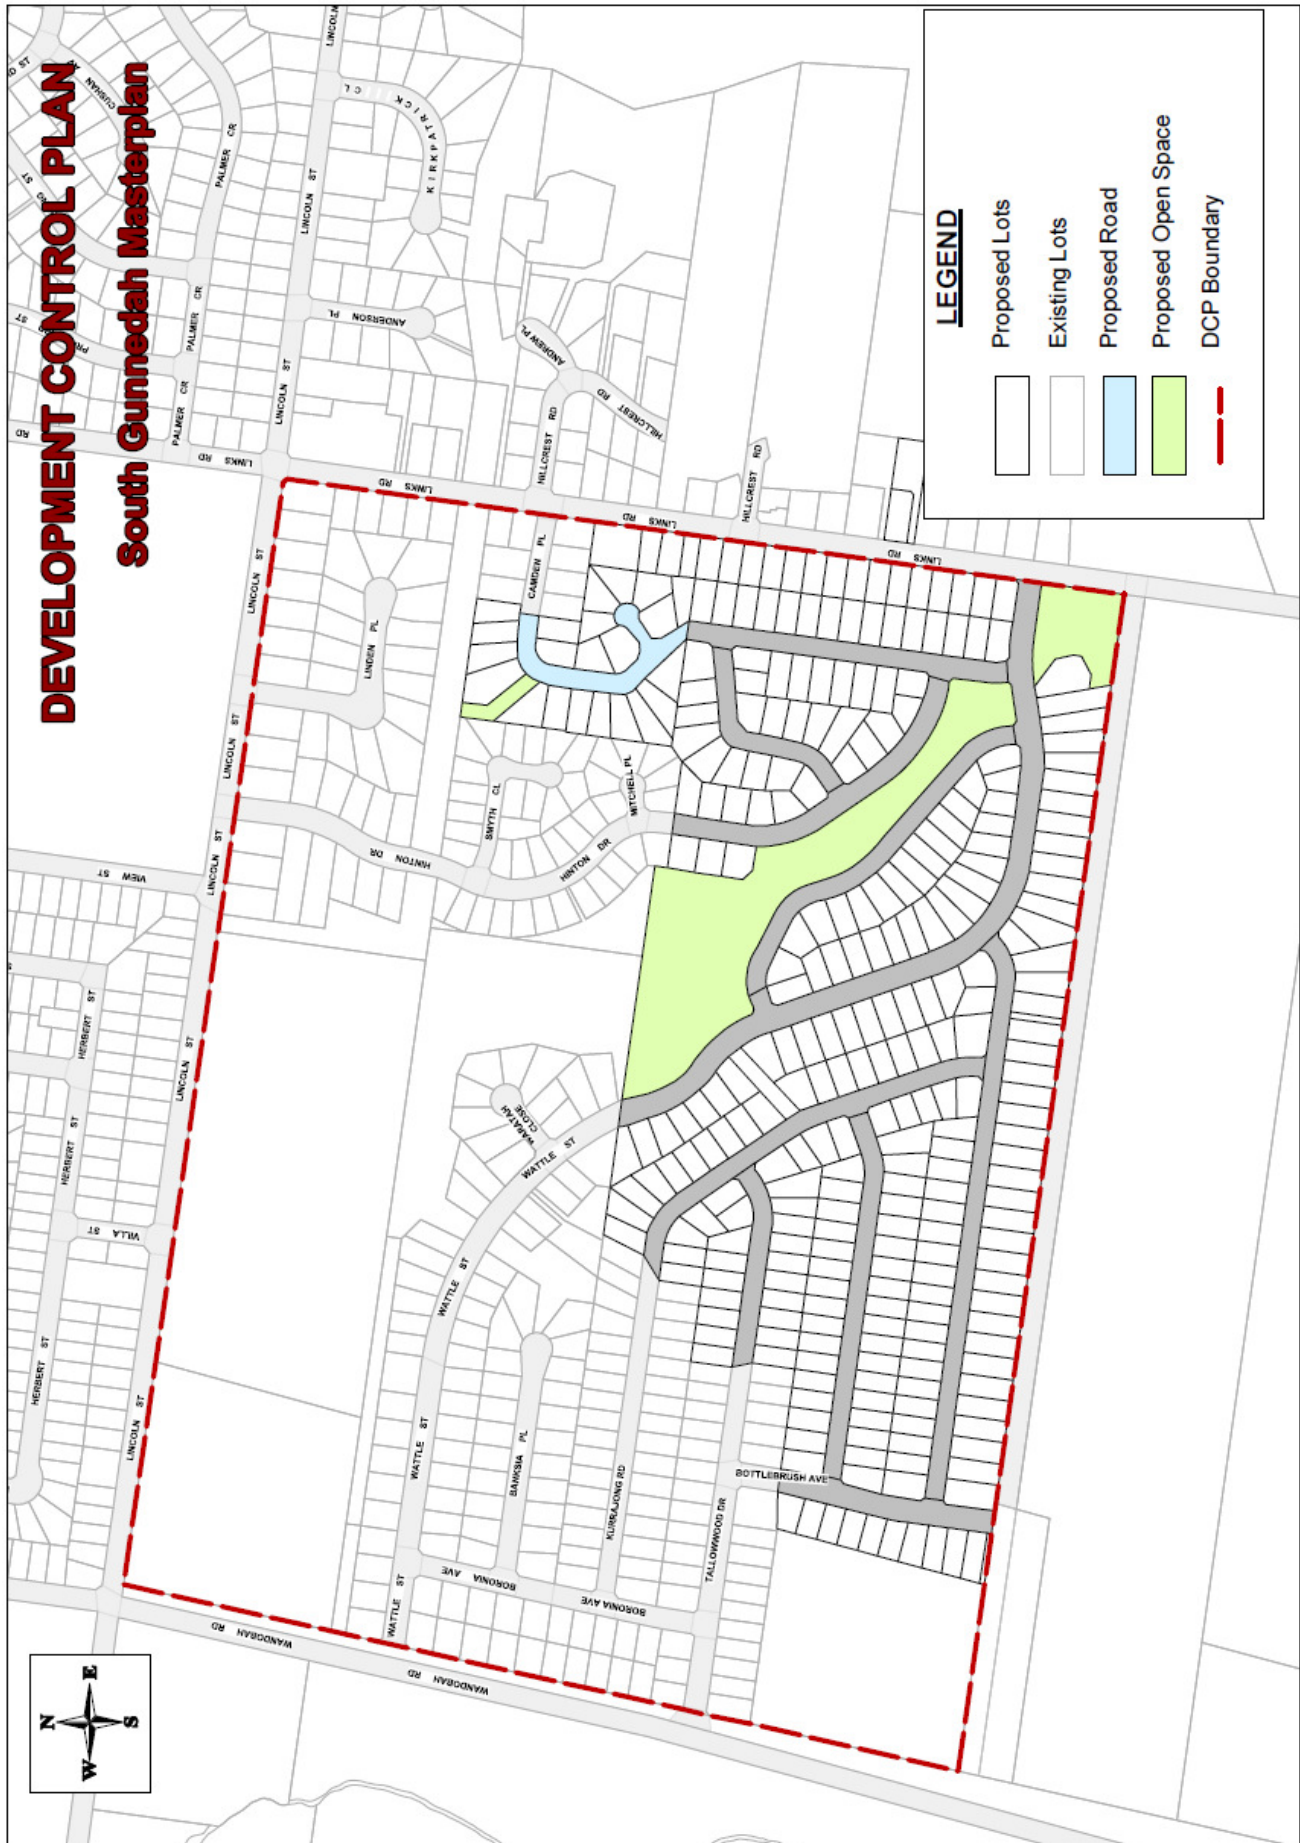 DEVELOPMENT CONTROL PLAN
South Gunnedah Masterplan
LEGEND
Proposed Lots
Existing Lots
Proposed Road
Proposed Open Space
DCP Boundary
N
W
E
S
HERBERT ST
HERBERT ST
HERBERT ST
VILLA ST
VIEW ST
LINCOLN ST
LINCOLN ST
LINCOLN ST
LINCOLN ST
LINCOLN ST
LINCOLN ST
LINCOLN ST
LINCOLN ST
LINCOLN
PALMER CR
PALMER CR
PALMER CR
CUSHAN AV
ST
ST
RD
LINKS RD
LINKS RD
LINKS RD
LINKS RD
KIRKPATRICK CL
ANDERSON PL
ANDREW PL
HILLCREST RD
HILLCREST RD
HILLCREST RD
CAMDEN PL
LINDEN PL
HINTON DR
HINTON DR
SMYTH CL
MITCHELL PL
WARATAH CLOSE
WATTLE ST
WATTLE ST
WATTLE ST
WATTLE ST
BANKSIA PL
BORONIA AVE
BORONIA AVE
KURRAJONG RD
TALLOWWOOD DR
BOTTLEBRUSH AVE
WANDOBAH RD
WANDOBAH RD